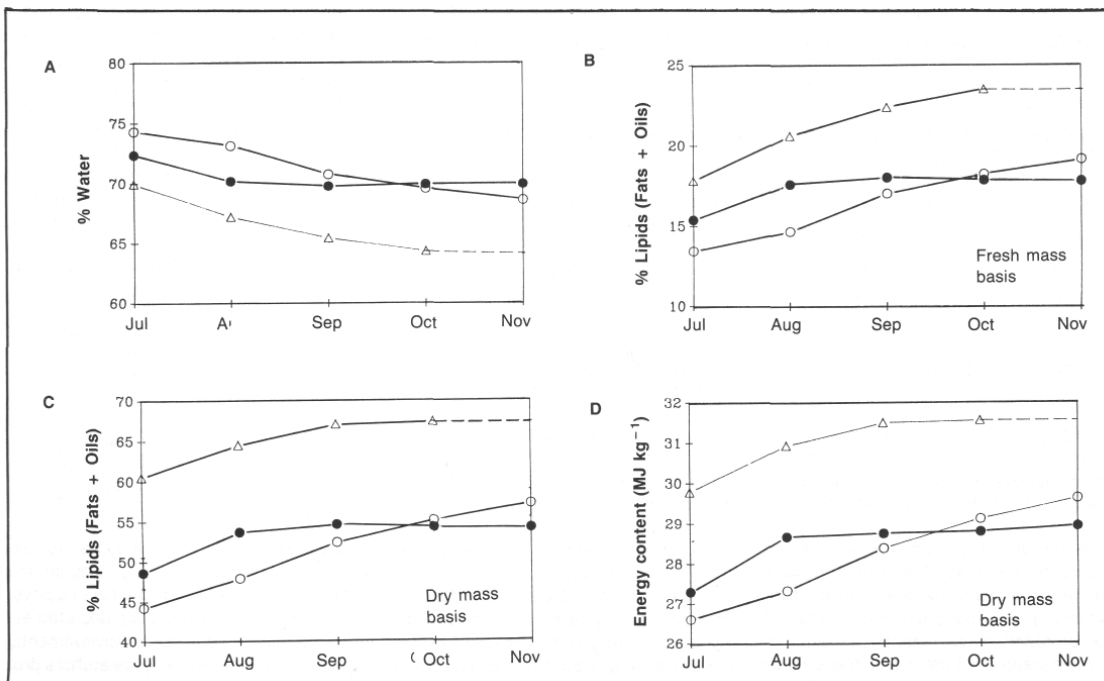 A
% Water
80
75
70
65
60
Jul A Sep Oct Nov
B
% Lipids (Fats + Oils)
25
20
15
10
Fresh mass
basis
Jul Aug Sep Oct Nov
C
% Lipids (Fats + Oils)
70
65
60
55
50
45
40
Dry mass
basis
Jul Aug Sep ( Oct Nov
D
Energy content (MJ kg⁻¹)
32
31
30
29
28
27
26
Dry mass
basis
Jul Aug Sep Oct Nov